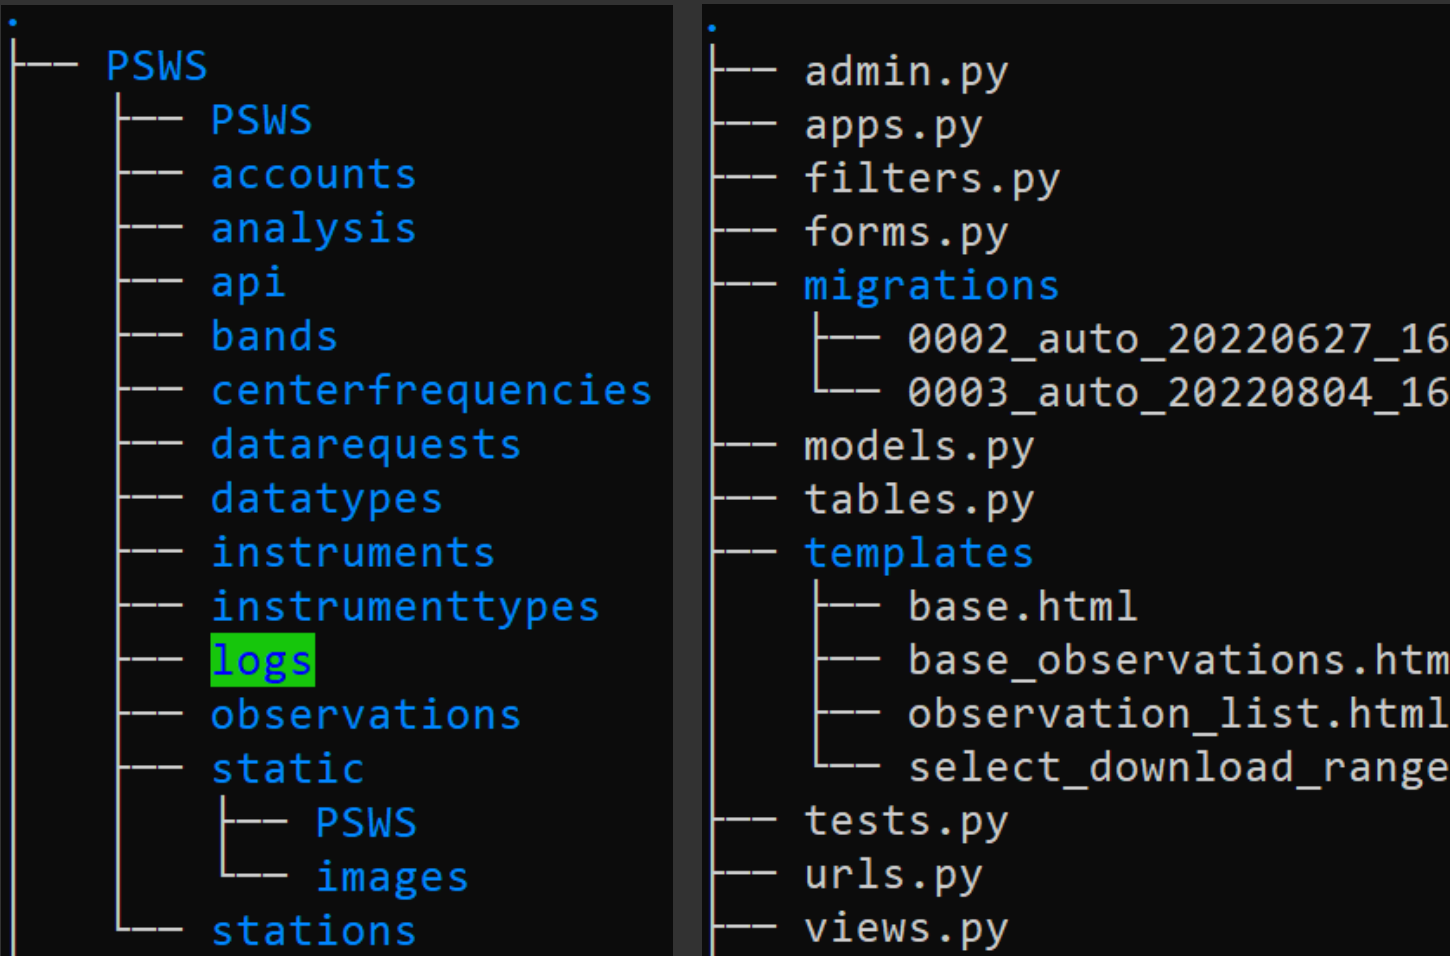 .
├── PSWS
├── PSWS
├── accounts
├── analysis
├── api
├── bands
├── centerfrequencies
├── datarequests
├── datatypes
├── instruments
├── instrumenttypes
├── logs
├── observations
├── static
├── PSWS
└── images
└── stations
.
├── admin.py
├── apps.py
├── filters.py
├── forms.py
├── migrations
├── 0002_auto_20220627_16
└── 0003_auto_20220804_16
├── models.py
├── tables.py
├── templates
├── base.html
├── base_observations.htm
├── observation_list.html
└── select_download_range
├── tests.py
├── urls.py
├── views.py